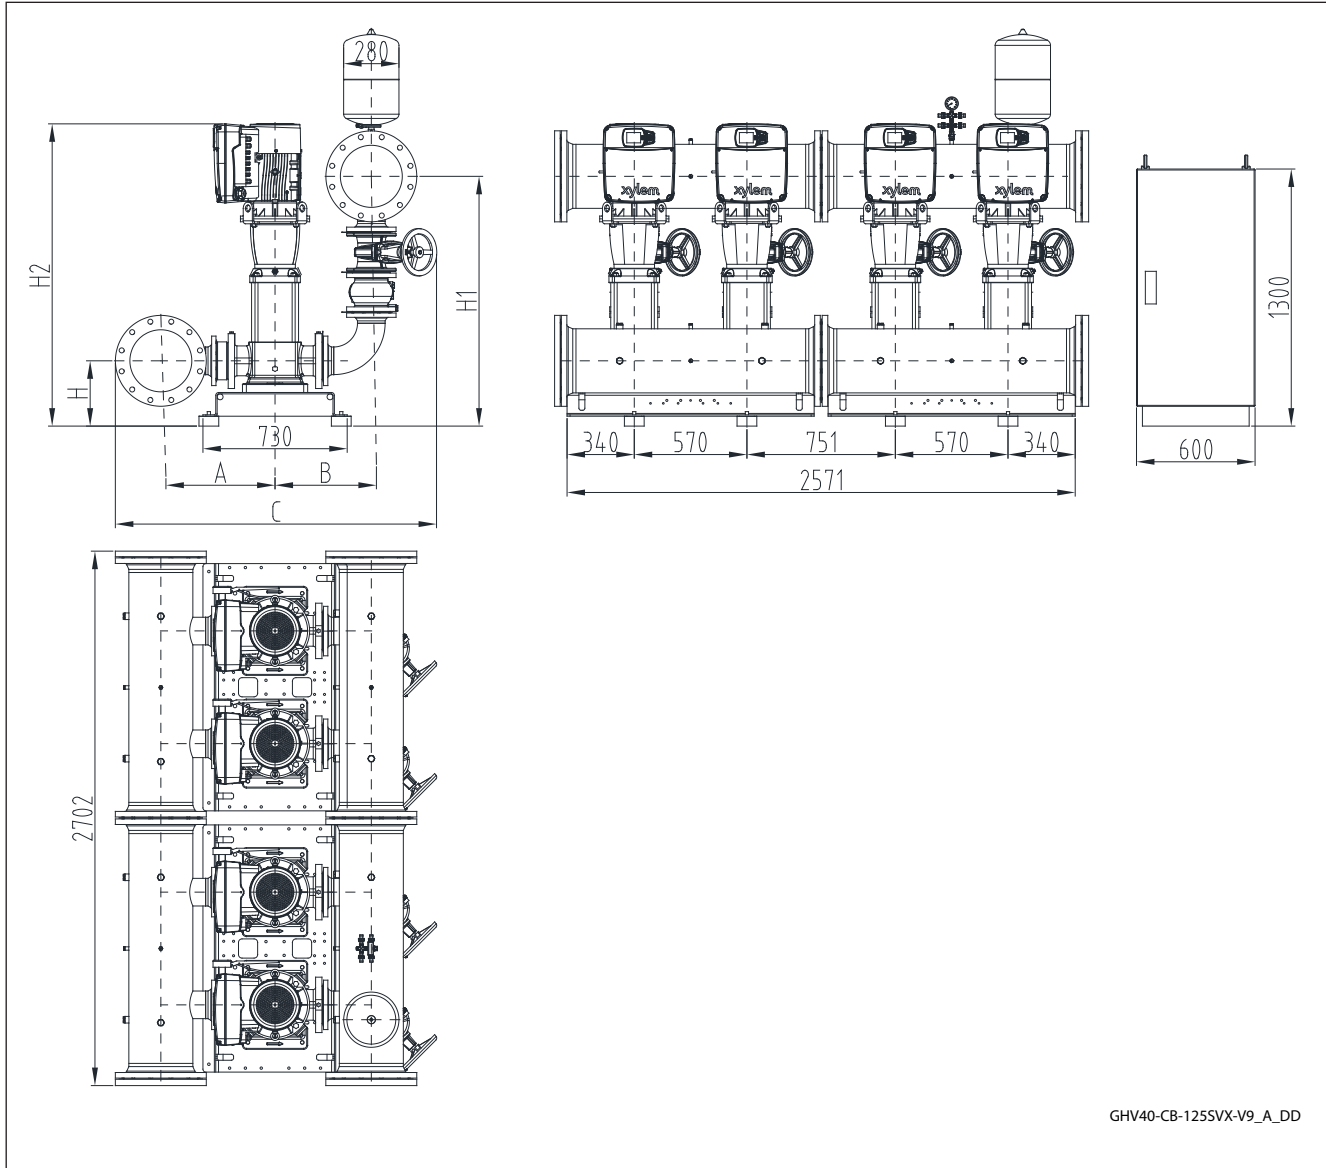 280
H2
H1
H
730
A
B
C
xylem
xylem
xylem
xylem
340
570
751
570
340
2571
1300
600
2702
GHV40-CB-125SVX-V9_A_DD